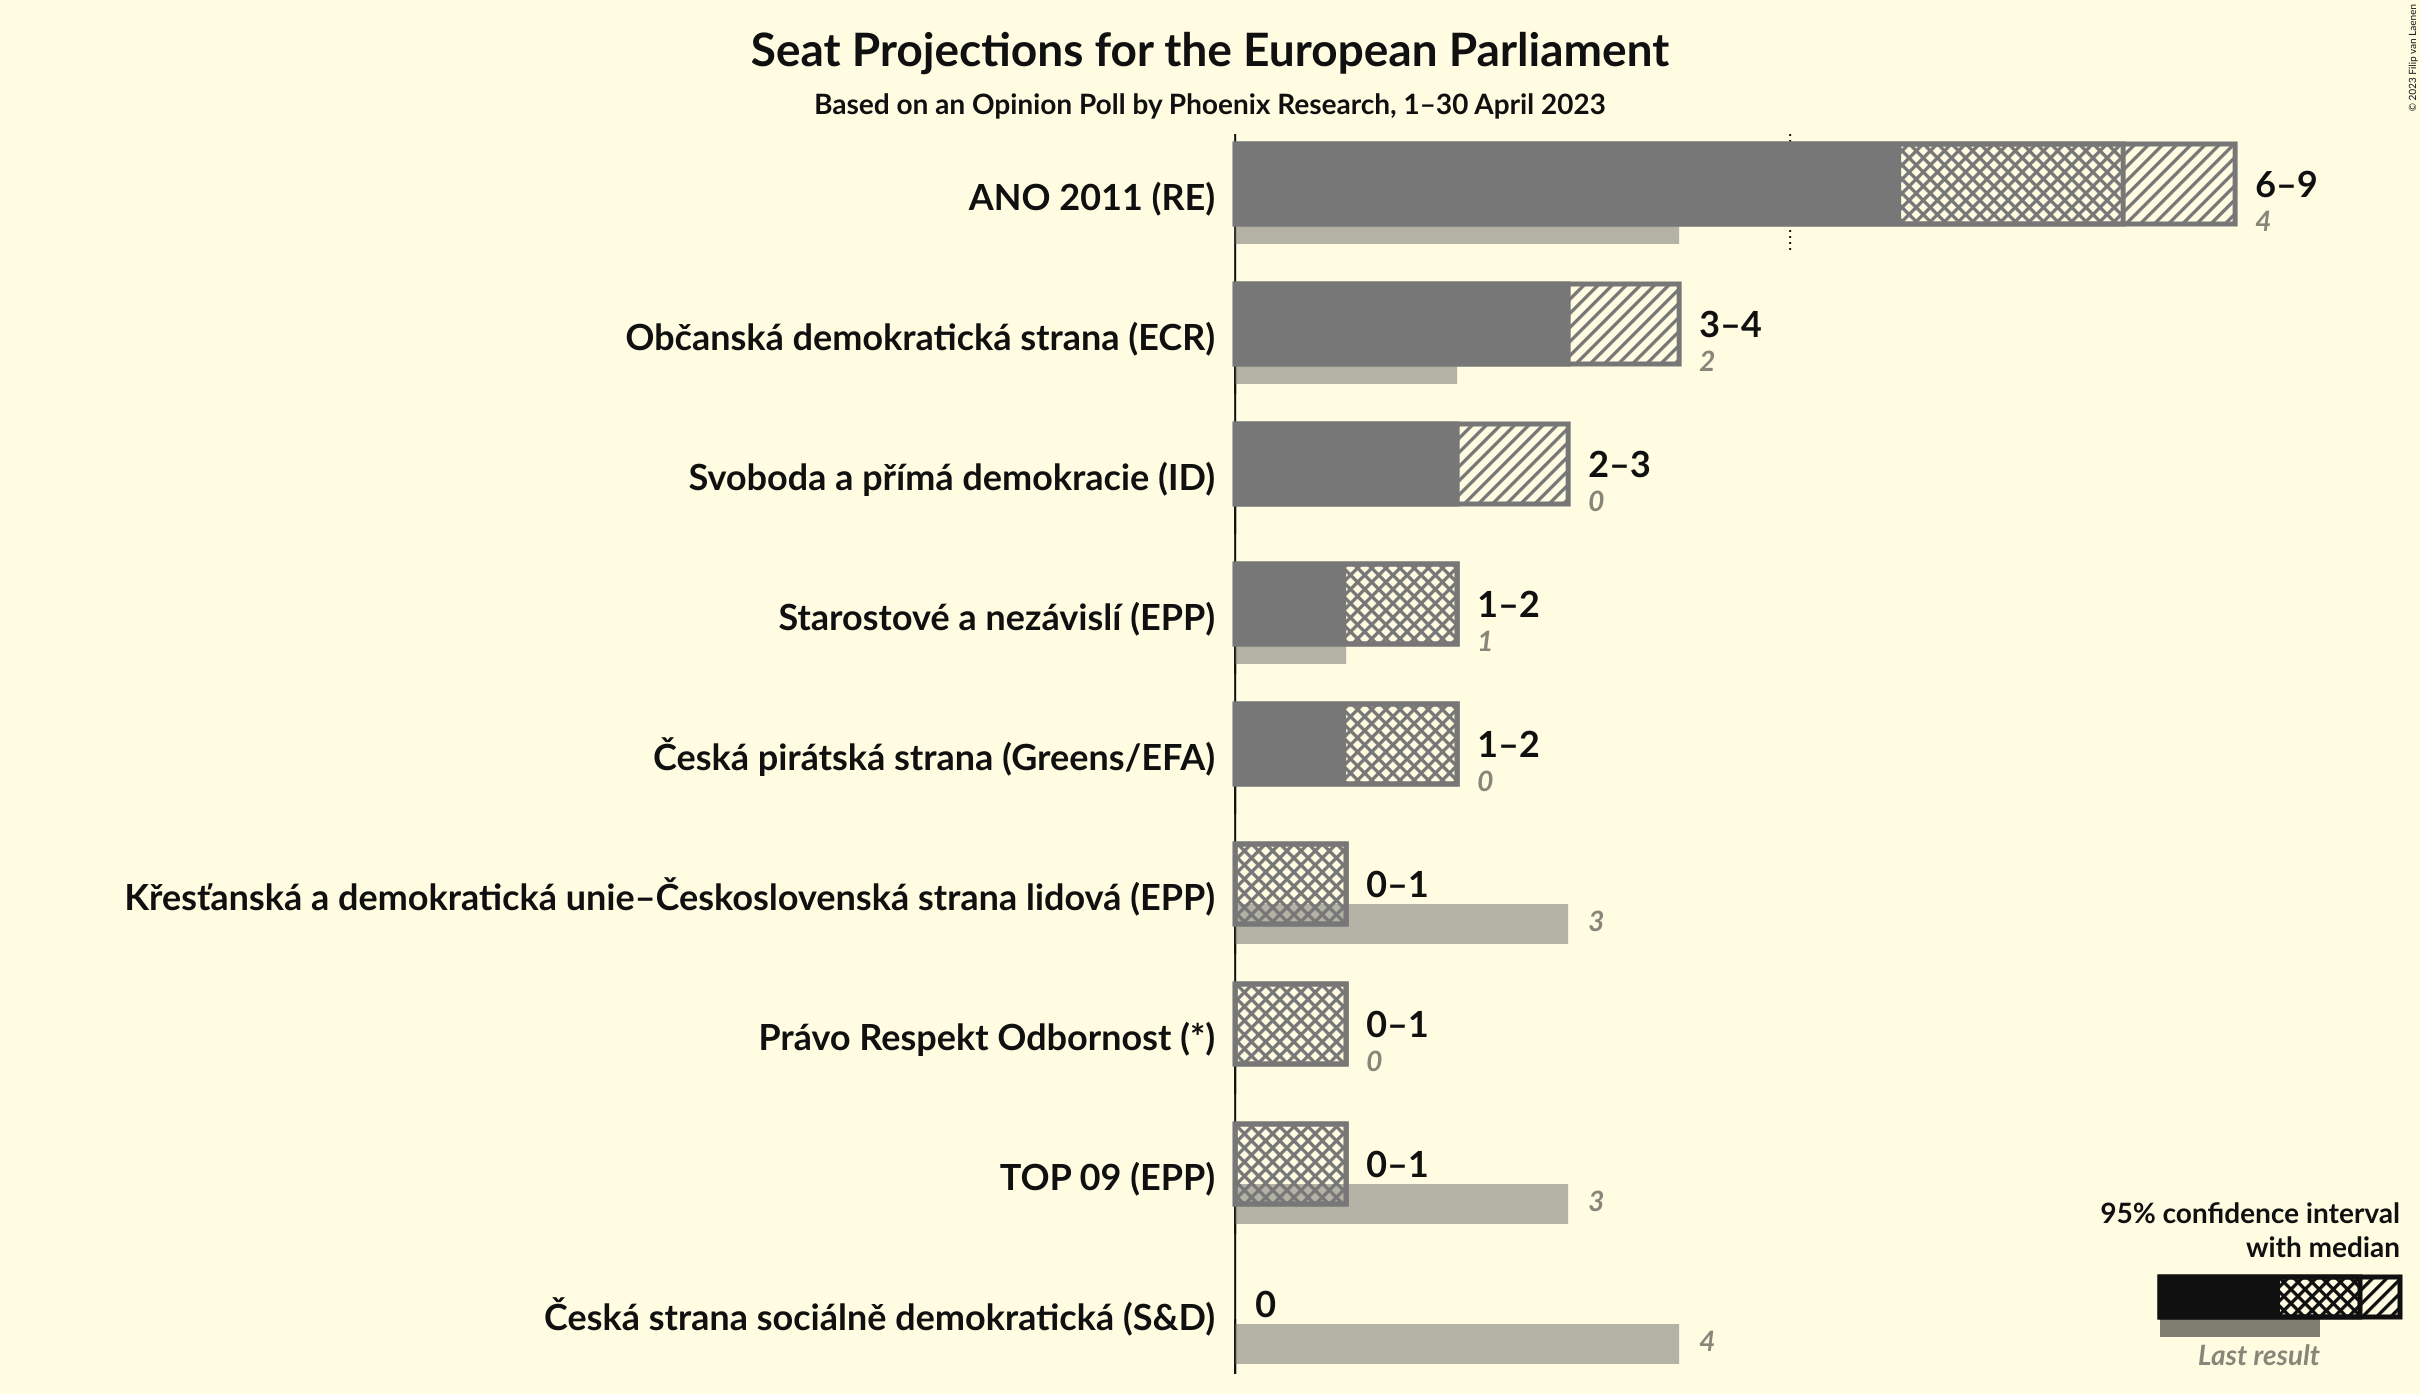 Seat Projections for the European Parliament
Based on an Opinion Poll by Phoenix Research, 1–30 April 2023
© 2023 Filip van Laenen
ANO 2011 (RE)
6–9
4
Občanská demokratická strana (ECR)
3–4
2
Svoboda a přímá demokracie (ID)
2–3
0
Starostové a nezávislí (EPP)
1–2
1
Česká pirátská strana (Greens/EFA)
1–2
0
Křesťanská a demokratická unie–Československá strana lidová (EPP)
0–1
3
Právo Respekt Odbornost (*)
0–1
0
TOP 09 (EPP)
0–1
3
Česká strana sociálně demokratická (S&D)
0
4
95% confidence interval
with median
Last result